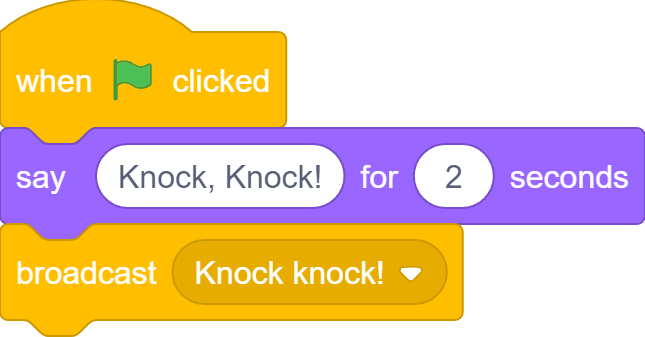 when clicked
say Knock, Knock! for 2 seconds
broadcast Knock knock!